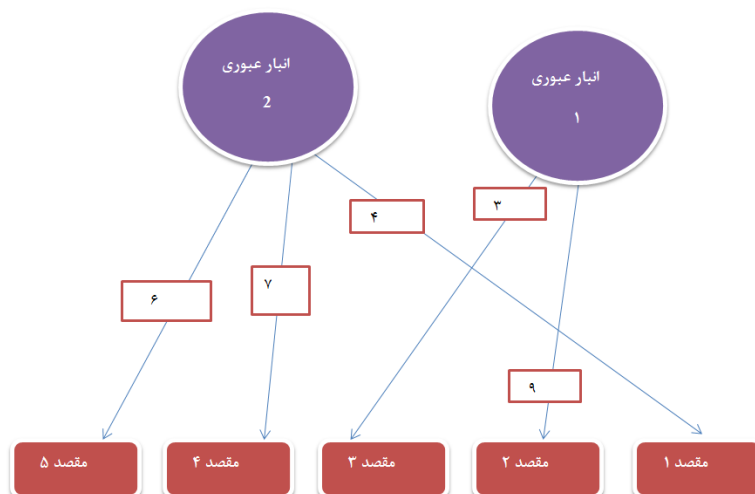 انبار عبوری
۱
انبار عبوری
2
۳
۴
۷
۶
۹
مقصد ۱
مقصد ۲
مقصد ۳
مقصد ۴
مقصد ۵